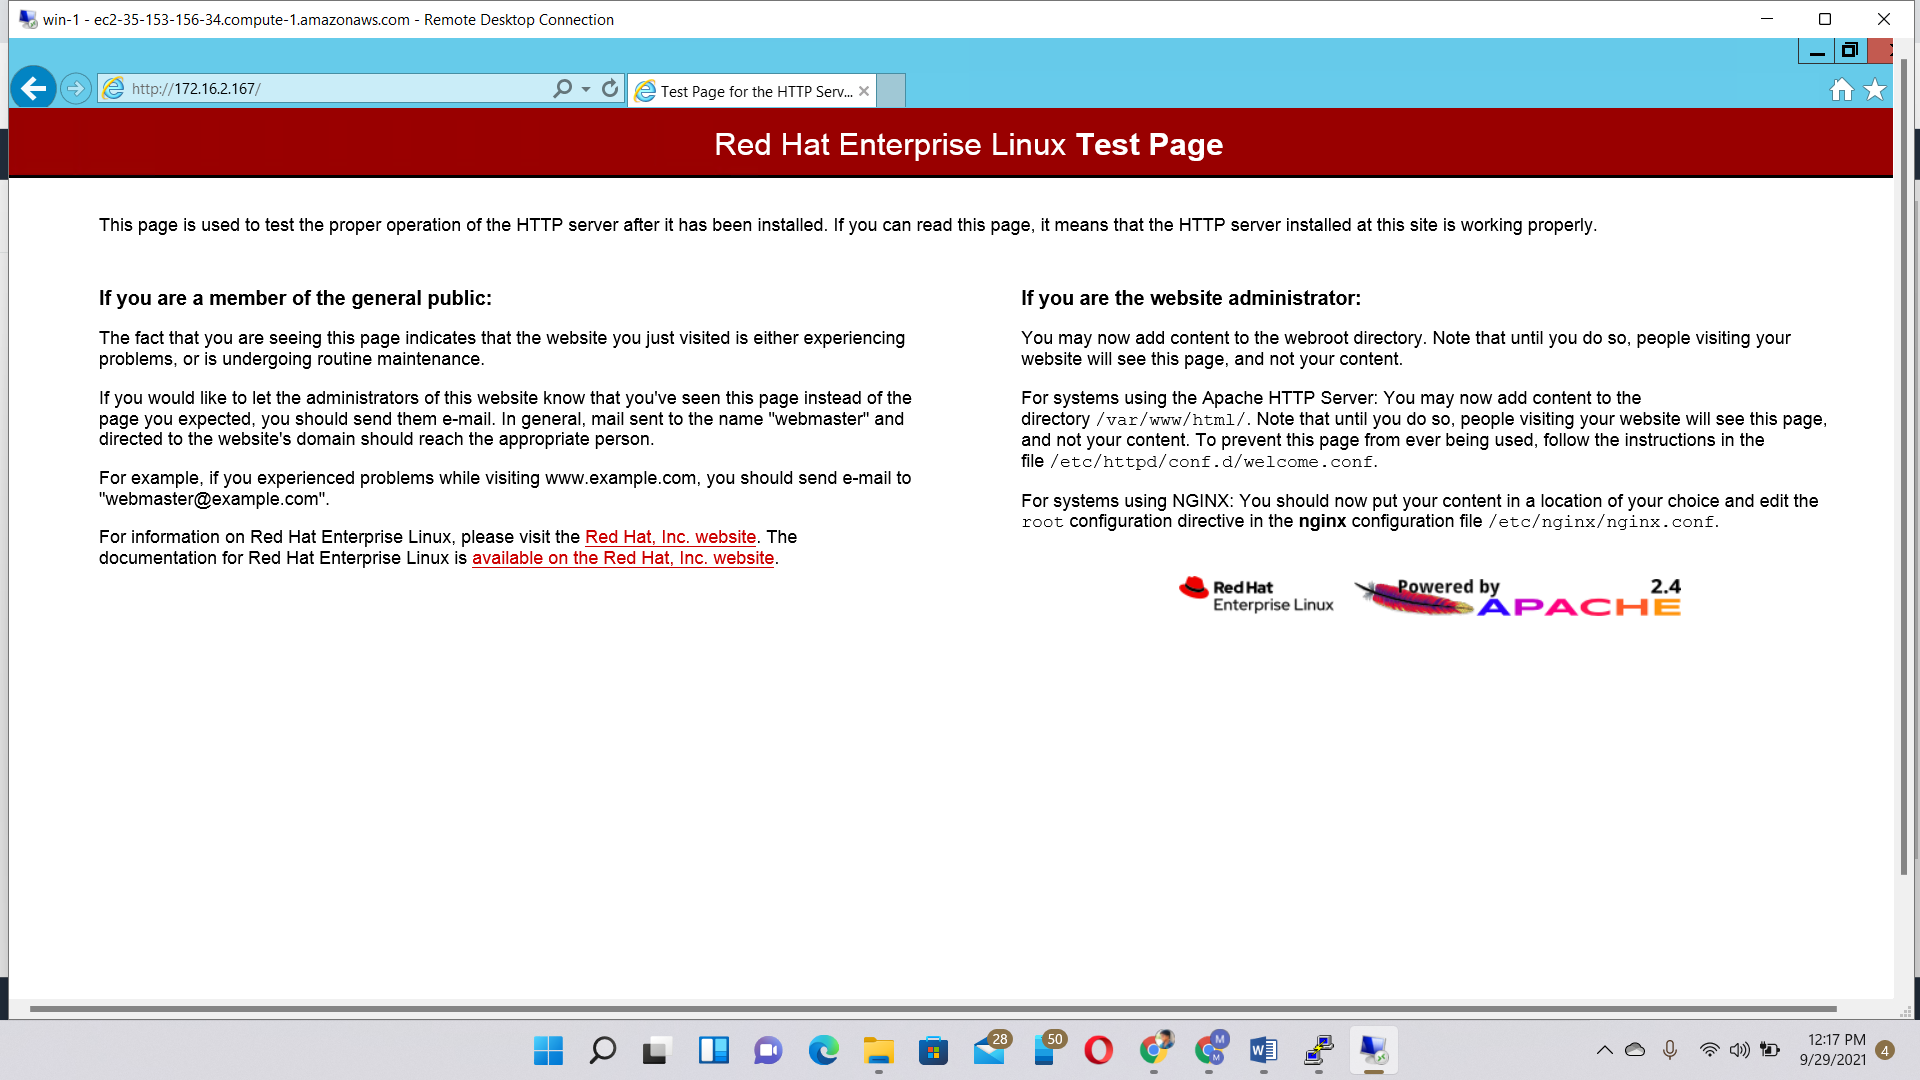 win-1 - ec2-35-153-156-34.compute-1.amazonaws.com - Remote Desktop Connection
http://172.16.2.167/
Test Page for the HTTP Serv...
Red Hat Enterprise Linux Test Page
This page is used to test the proper operation of the HTTP server after it has been installed. If you can read this page, it means that the HTTP server installed at this site is working properly.
If you are a member of the general public:
The fact that you are seeing this page indicates that the website you just visited is either experiencing
problems, or is undergoing routine maintenance.
If you would like to let the administrators of this website know that you've seen this page instead of the
page you expected, you should send them e-mail. In general, mail sent to the name "webmaster" and
directed to the website's domain should reach the appropriate person.
For example, if you experienced problems while visiting www.example.com, you should send e-mail to
"webmaster@example.com".
For information on Red Hat Enterprise Linux, please visit the Red Hat, Inc. website. The
documentation for Red Hat Enterprise Linux is available on the Red Hat, Inc. website.
If you are the website administrator:
You may now add content to the webroot directory. Note that until you do so, people visiting your
website will see this page, and not your content.
For systems using the Apache HTTP Server: You may now add content to the
directory /var/www/html/. Note that until you do so, people visiting your website will see this page,
and not your content. To prevent this page from ever being used, follow the instructions in the
file /etc/httpd/conf.d/welcome.conf.
For systems using NGINX: You should now put your content in a location of your choice and edit the
root configuration directive in the nginx configuration file /etc/nginx/nginx.conf.
Red Hat
Enterprise Linux
Powered by 2.4
APACHE
28
50
M
M
12:17 PM
9/29/2021
4